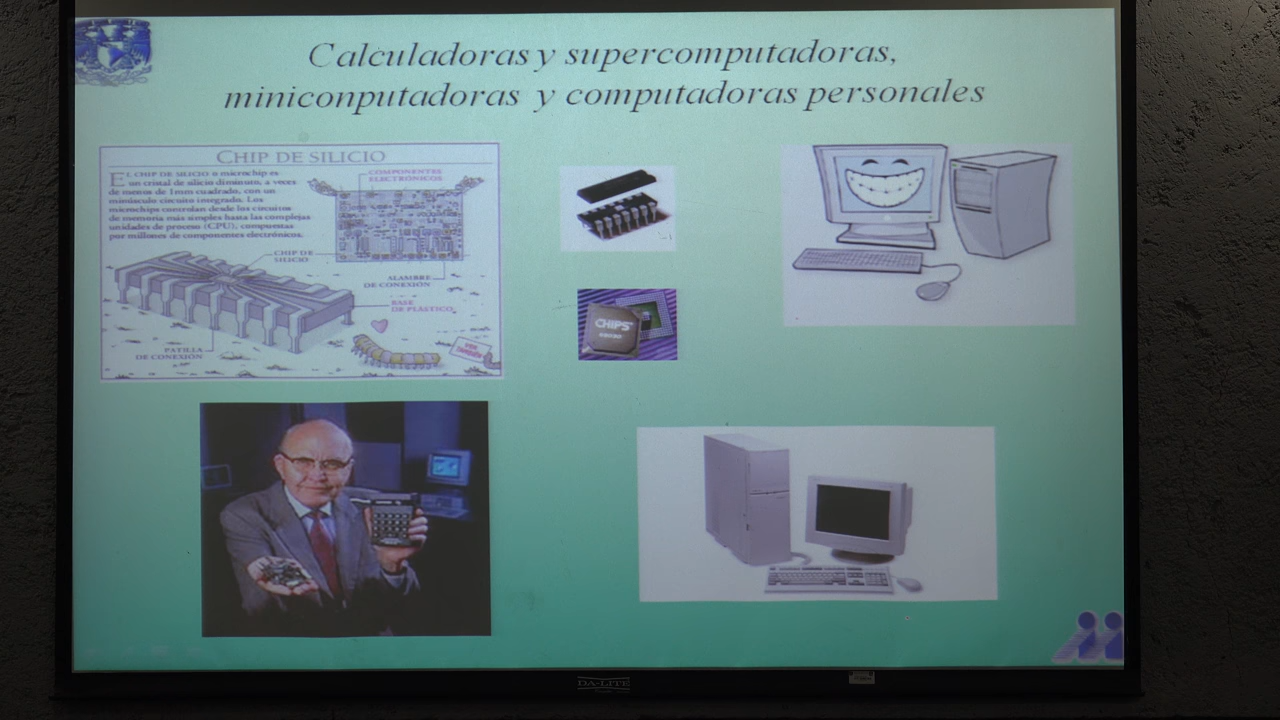 Calculadoras y supercomputadoras,
miniconputadoras y computadoras personales
CHIP DE SILICIO
EL CHIP DE SILICIO o microchip es
un cristal de silicio diminuto, a veces
de menos de 1mm cuadrado, con un
minúsculo circuito integrado. Los
microchips controlan desde los circuitos
de memoria más simples hasta las complejas
unidades de proceso (CPU), compuestas
por millones de componentes electrónicos.
COMPONENTES
ELECTRÓNICOS
CHIP DE
SILICIO
ALAMBRE
DE CONEXIÓN
BASE
DE PLÁSTICO
PATILLA
DE CONEXIÓN
CHIPS
DA-LITE